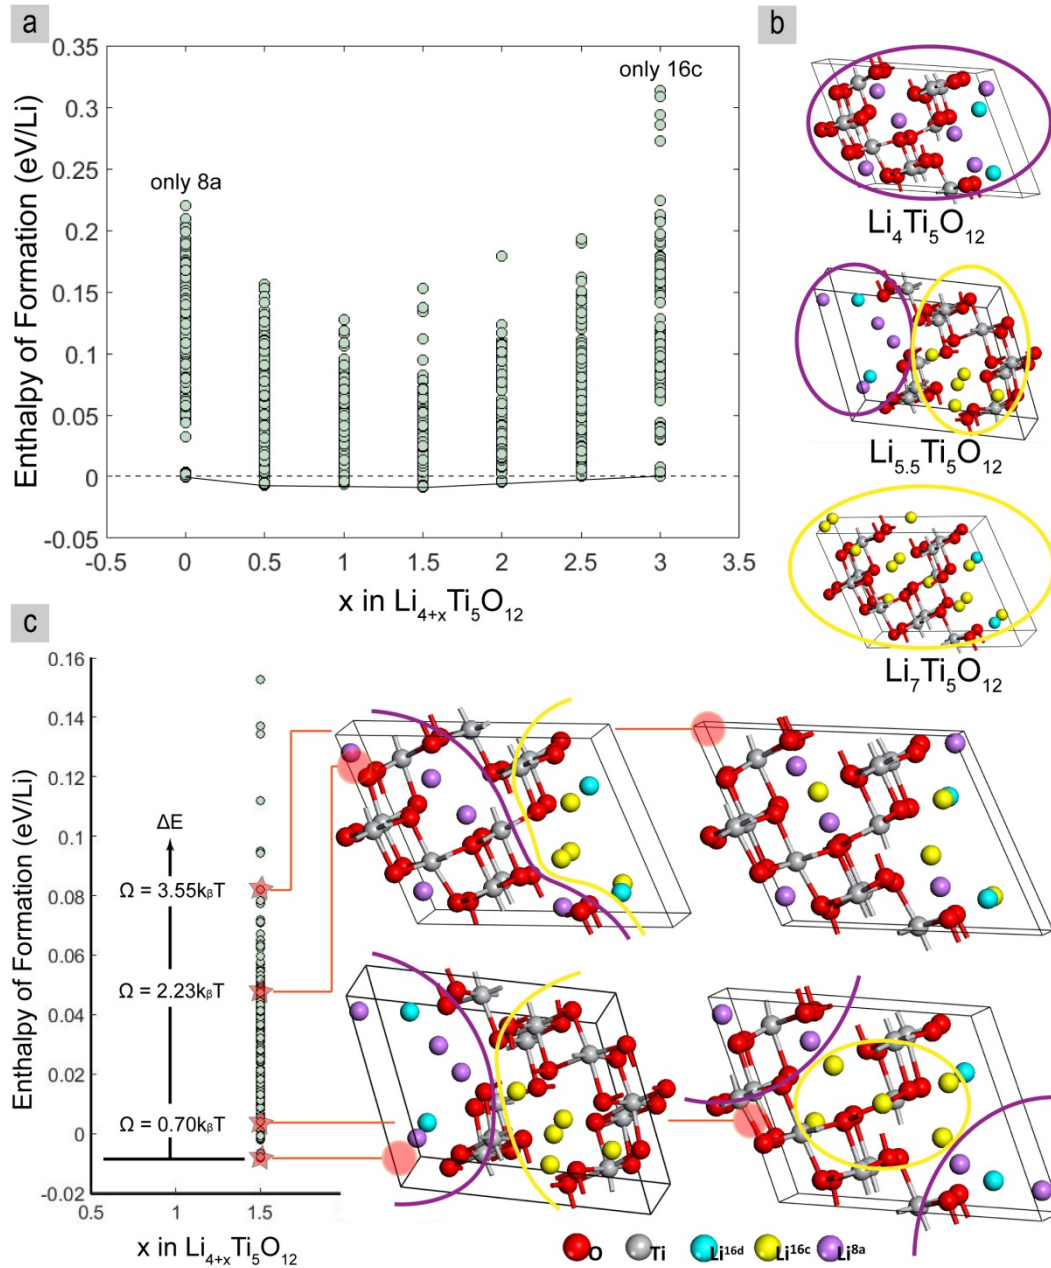 a
b
0.35
0.3
0.25
0.2
0.15
0.1
0.05
0
-0.05
Enthalpy of Formation (eV/Li)
only 8a
only 16c
-0.5 0 0.5 1 1.5 2 2.5 3 3.5
x in Li₄₊ₓTi₅O₁₂
Li₄Ti₅O₁₂
Li₅.₅Ti₅O₁₂
Li₇Ti₅O₁₂
c
0.16
0.14
0.12
0.1
0.08
0.06
0.04
0.02
0
-0.02
Enthalpy of Formation (eV/Li)
ΔE
Ω = 3.55kᵦT
Ω = 2.23kᵦT
Ω = 0.70kᵦT
0.5 1 1.5
x in Li₄₊ₓTi₅O₁₂
O Ti Li¹⁶ᵈ Li¹⁶ᶜ Li⁸ᵃ